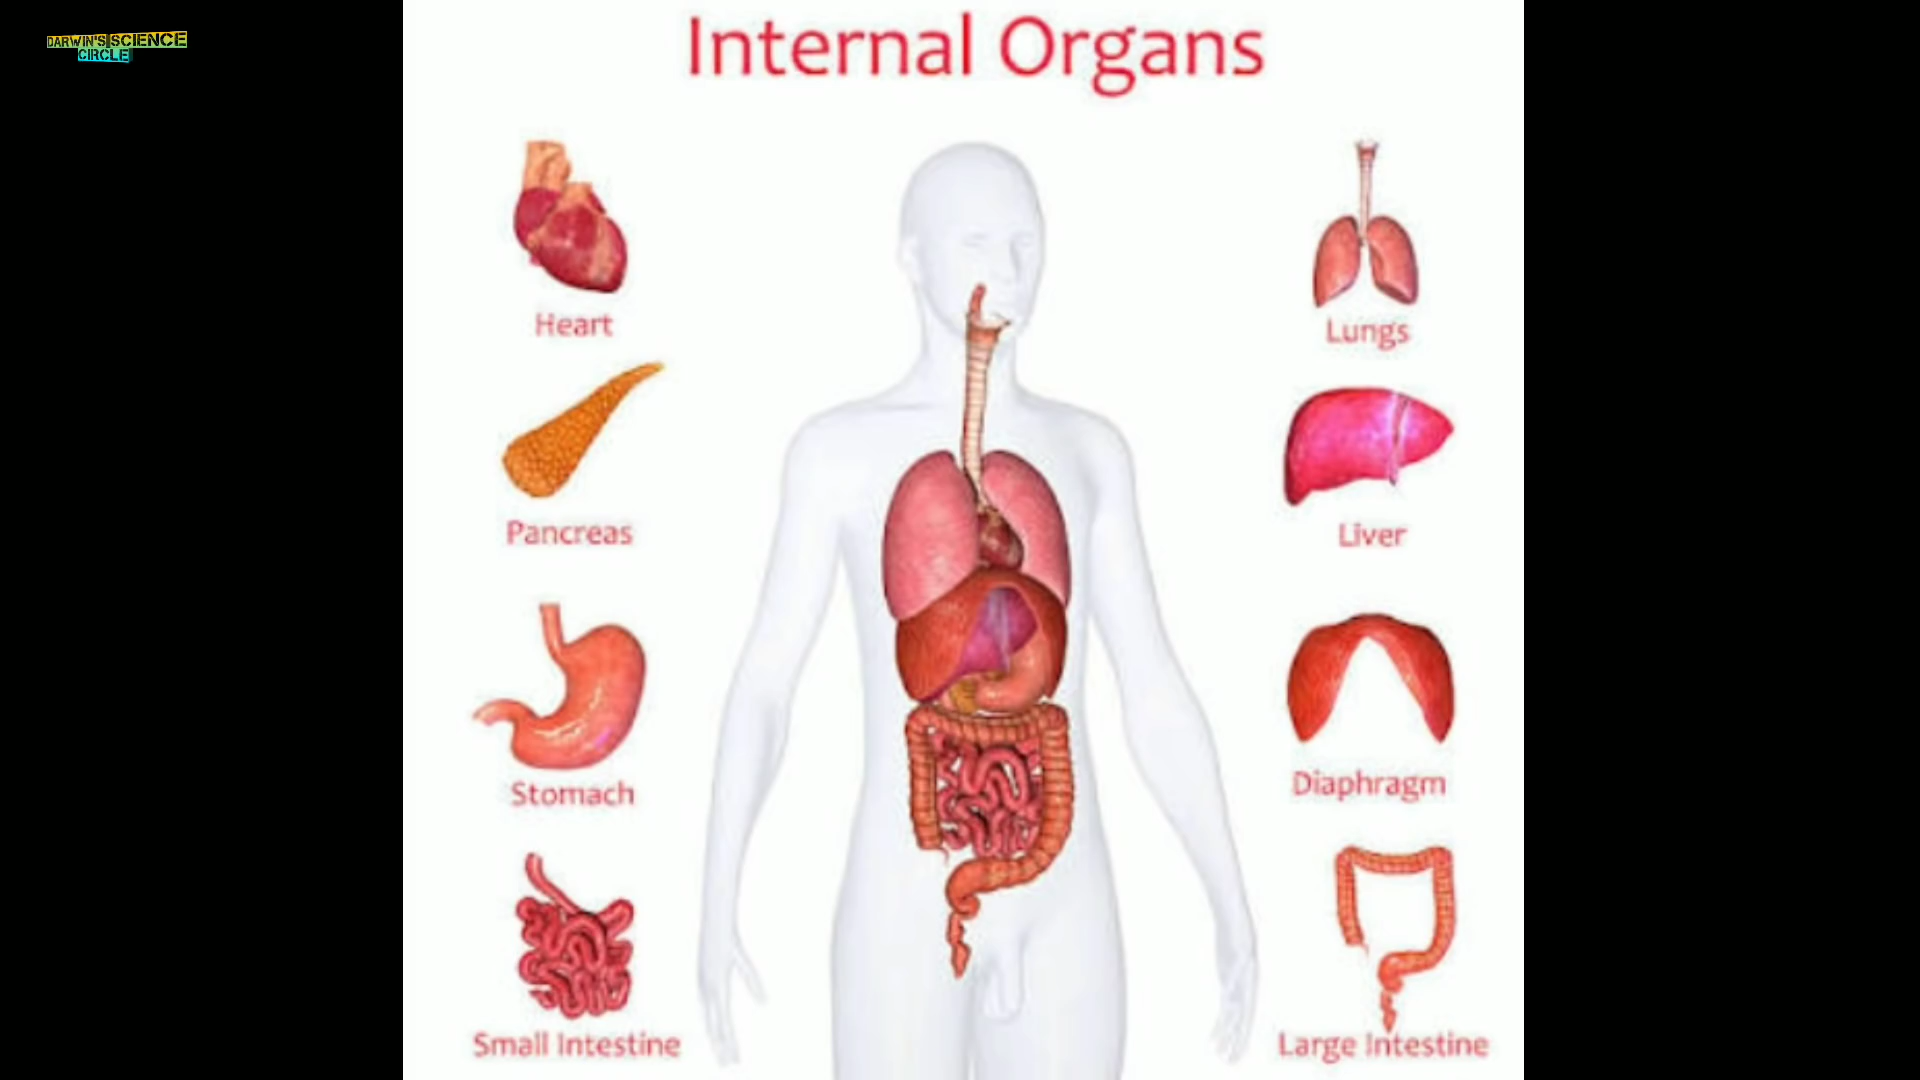 DARWIN'S SCIENCE
CIRCLE
Internal Organs
Heart
Lungs
Pancreas
Liver
Stomach
Diaphragm
Small Intestine
Large Intestine